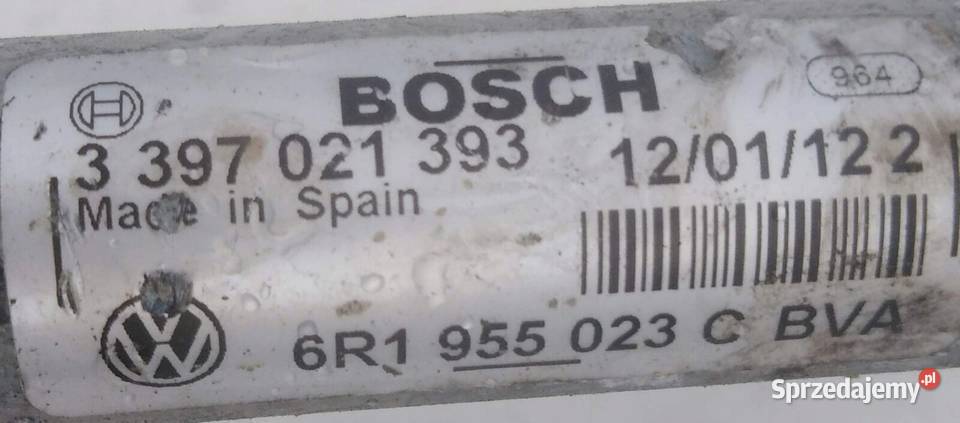 BOSCH 964
3 397 021 393 12/01/12 2
Made in Spain
6R1 955 023 C BVA
Sprzedajemy.pl